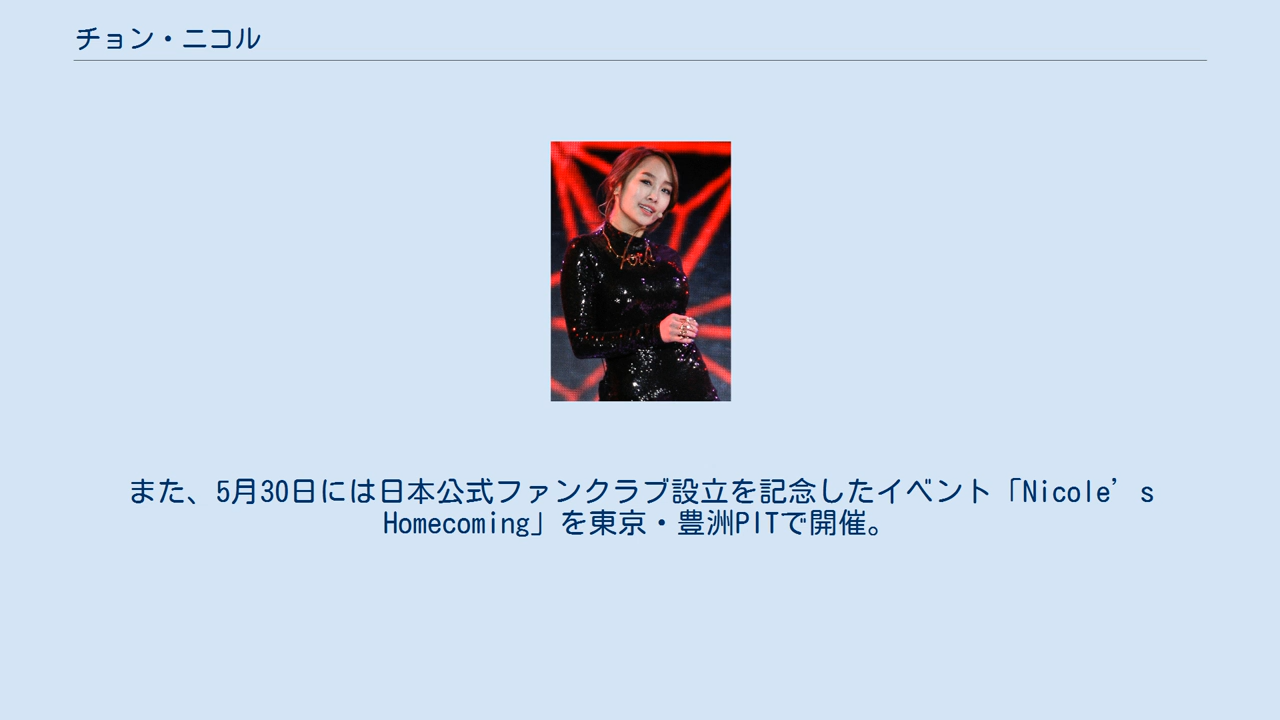 チョン・ニコル
また、5月30日には日本公式ファンクラブ設立を記念したイベント「Nicole’s
Homecoming」を東京・豊洲PITで開催。